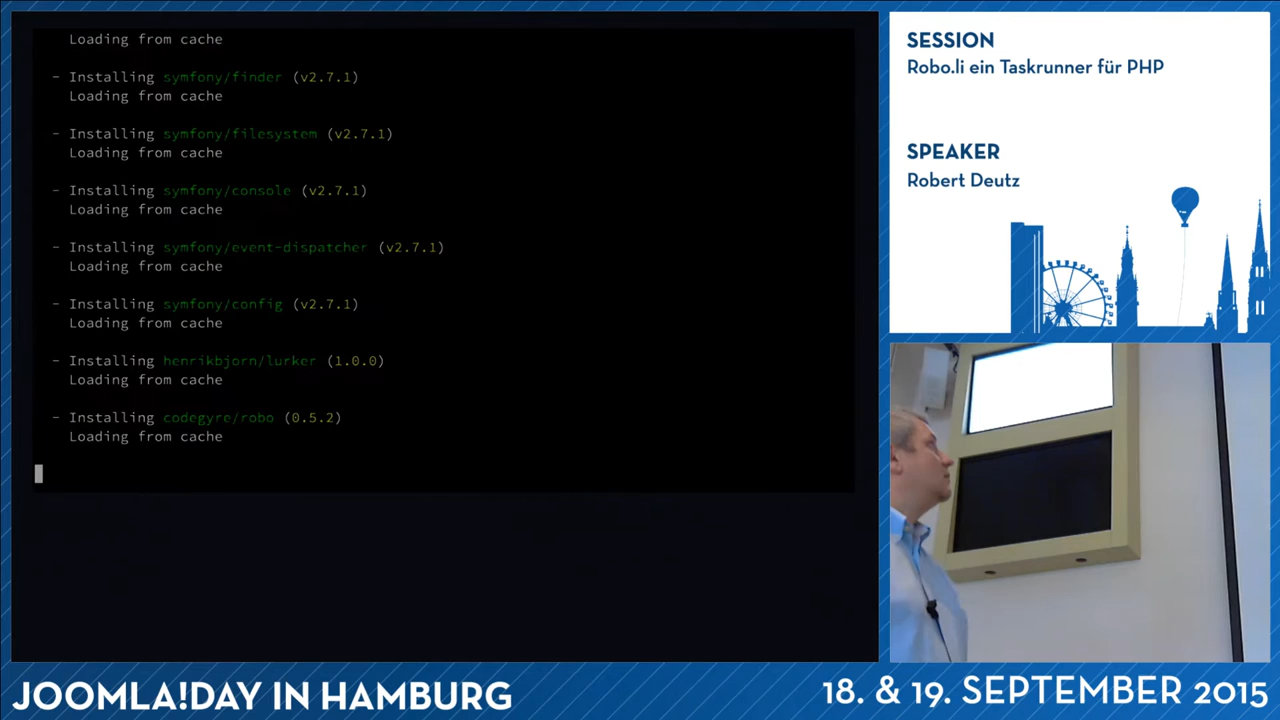 Loading from cache
- Installing symfony/finder (v2.7.1)
Loading from cache
- Installing symfony/filesystem (v2.7.1)
Loading from cache
- Installing symfony/console (v2.7.1)
Loading from cache
- Installing symfony/event-dispatcher (v2.7.1)
Loading from cache
- Installing symfony/config (v2.7.1)
Loading from cache
- Installing henrikbjorn/lurker (1.0.0)
Loading from cache
- Installing codegyre/robo (0.5.2)
Loading from cache
SESSION
Robo.li ein Taskrunner für PHP
SPEAKER
Robert Deutz
JOOMLA!DAY IN HAMBURG
18. & 19. SEPTEMBER 2015